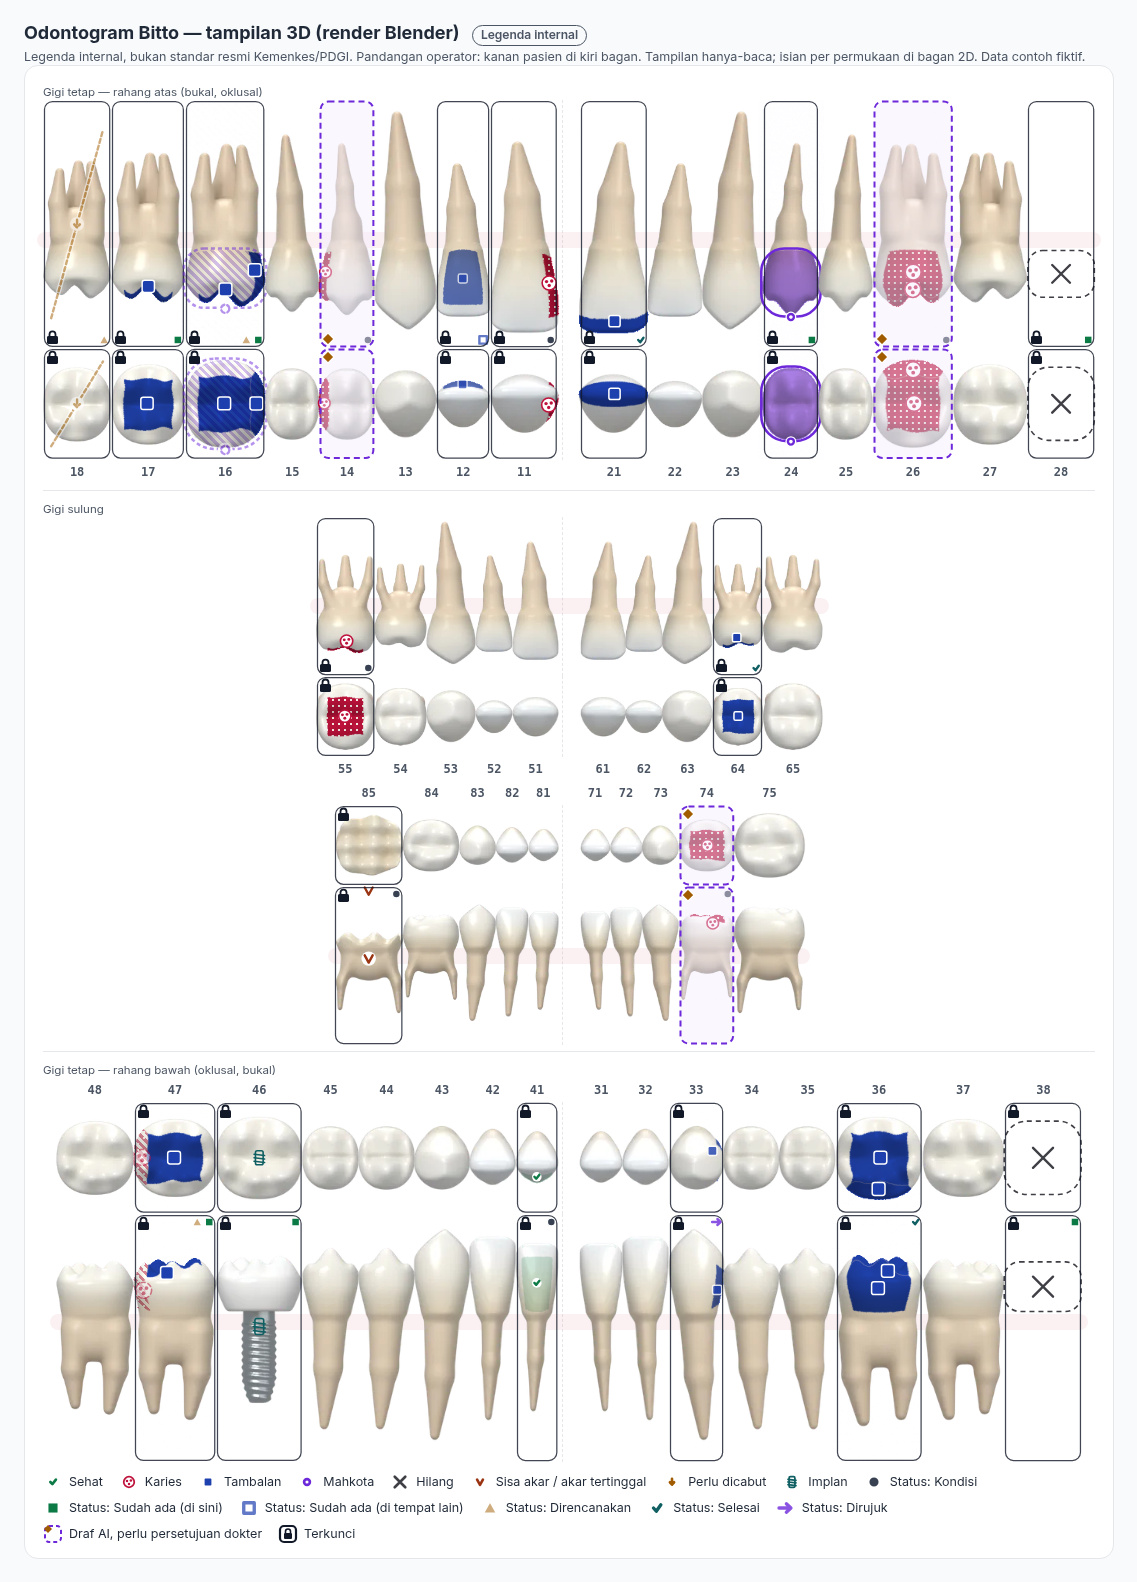 Odontogram Bitto — tampilan 3D (render Blender) Legenda internal
Legenda internal, bukan standar resmi Kemenkes/PDGI. Pandangan operator: kanan pasien di kiri bagan. Tampilan hanya-baca; isian per permukaan di bagan 2D. Data contoh fiktif.
Gigi tetap — rahang atas (bukal, oklusal)
18 17 16 15 14 13 12 11 21 22 23 24 25 26 27 28
Gigi sulung
55 54 53 52 51 61 62 63 64 65
85 84 83 82 81 71 72 73 74 75
Gigi tetap — rahang bawah (oklusal, bukal)
48 47 46 45 44 43 42 41 31 32 33 34 35 36 37 38
Sehat Karies Tambalan Mahkota Hilang Sisa akar / akar tertinggal Perlu dicabut Implan Status: Kondisi
Status: Sudah ada (di sini) Status: Sudah ada (di tempat lain) Status: Direncanakan Status: Selesai Status: Dirujuk
Draf AI, perlu persetujuan dokter Terkunci